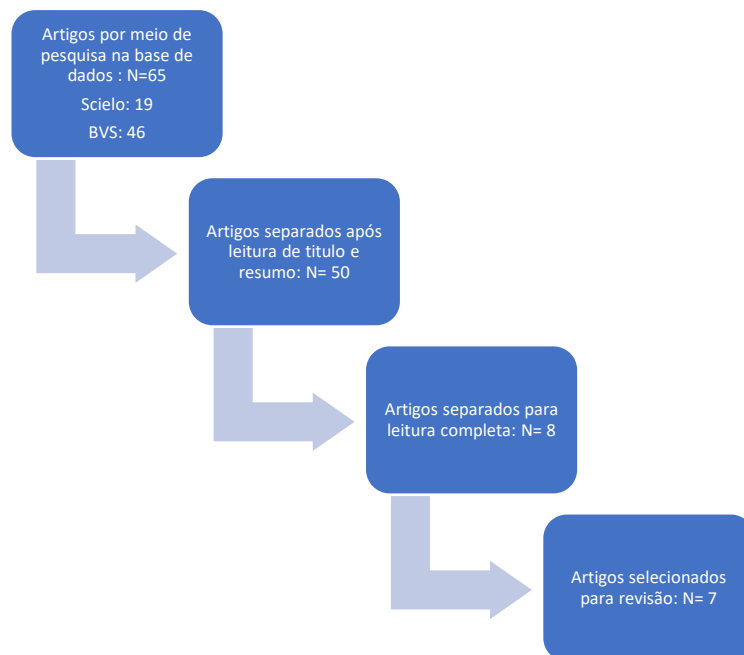 Artigos por meio de
pesquisa na base de
dados : N=65
Scielo: 19
BVS: 46
Artigos separados após
leitura de titulo e
resumo: N= 50
Artigos separados para
leitura completa: N= 8
Artigos selecionados
para revisão: N= 7